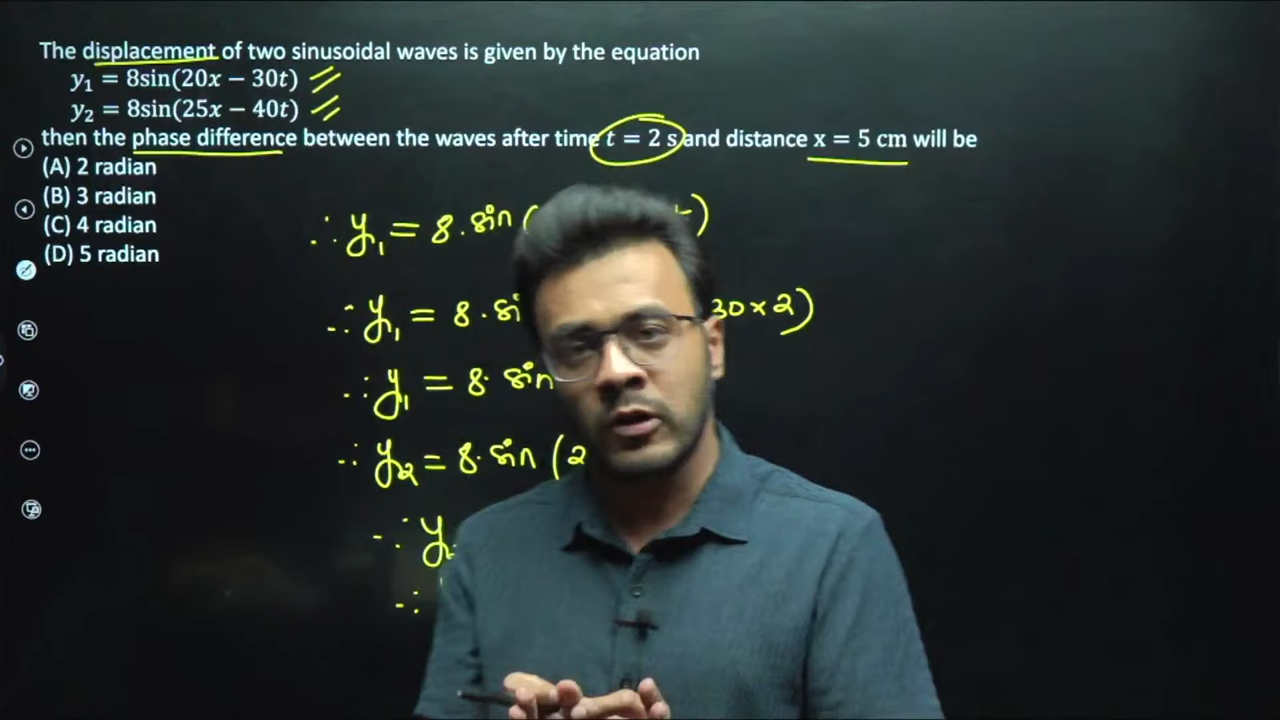 The displacement of two sinusoidal waves is given by the equation
y₁ = 8sin(20x − 30t)
y₂ = 8sin(25x − 40t)
then the phase difference between the waves after time t = 2 s and distance x = 5 cm will be
(A) 2 radian
(B) 3 radian
(C) 4 radian
(D) 5 radian
∴ y₁ = 8.sin( t)
∴ y₁ = 8.si 30×2)
∴ y₁ = 8.sin
∴ y₂ = 8.sin (2
∴ y
∴